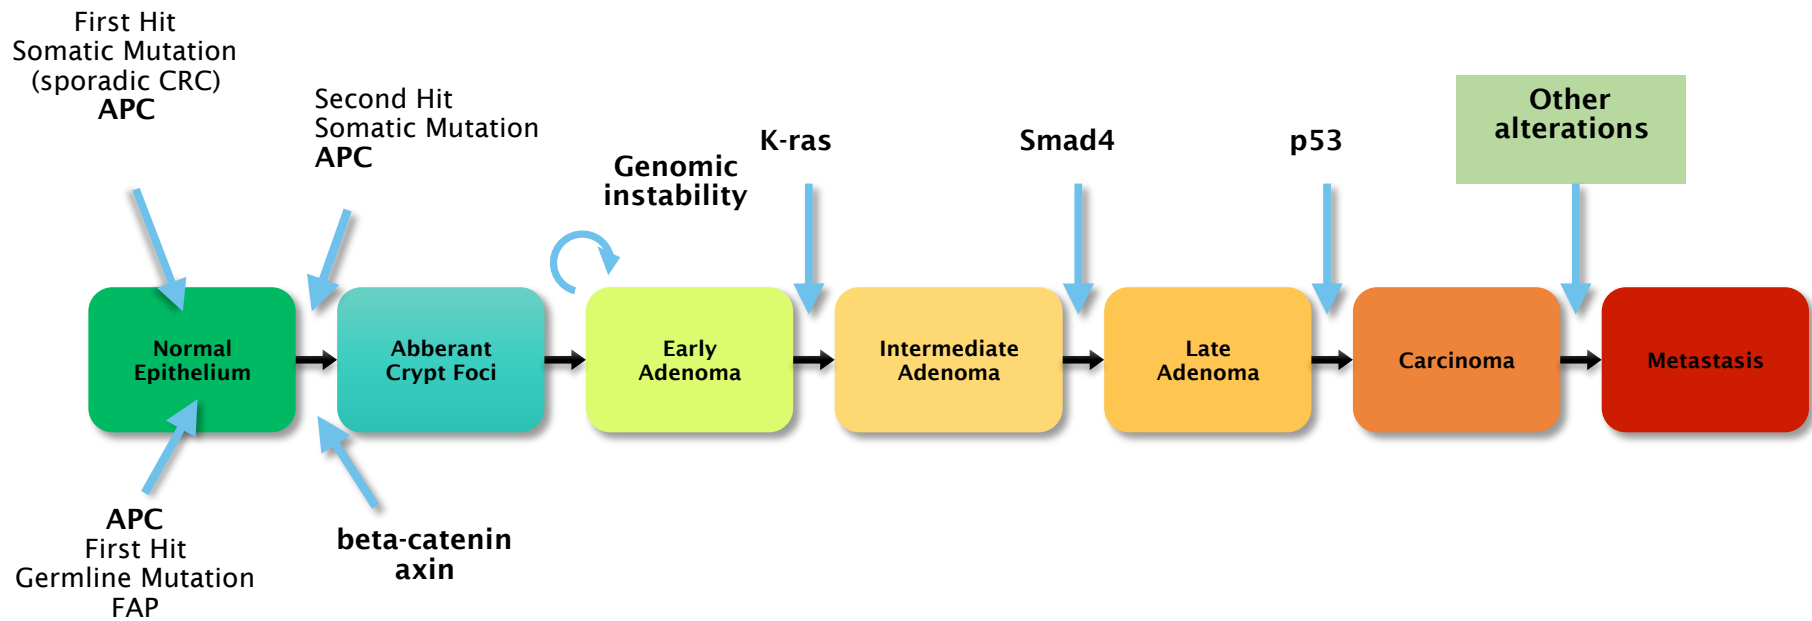 First Hit
Somatic Mutation
(sporadic CRC)
APC
Second Hit
Somatic Mutation
APC
Genomic
instability
K-ras
Smad4
p53
Other
alterations
Normal
Epithelium
Abberant
Crypt Foci
Early
Adenoma
Intermediate
Adenoma
Late
Adenoma
Carcinoma
Metastasis
APC
First Hit
Germline Mutation
FAP
beta-catenin
axin